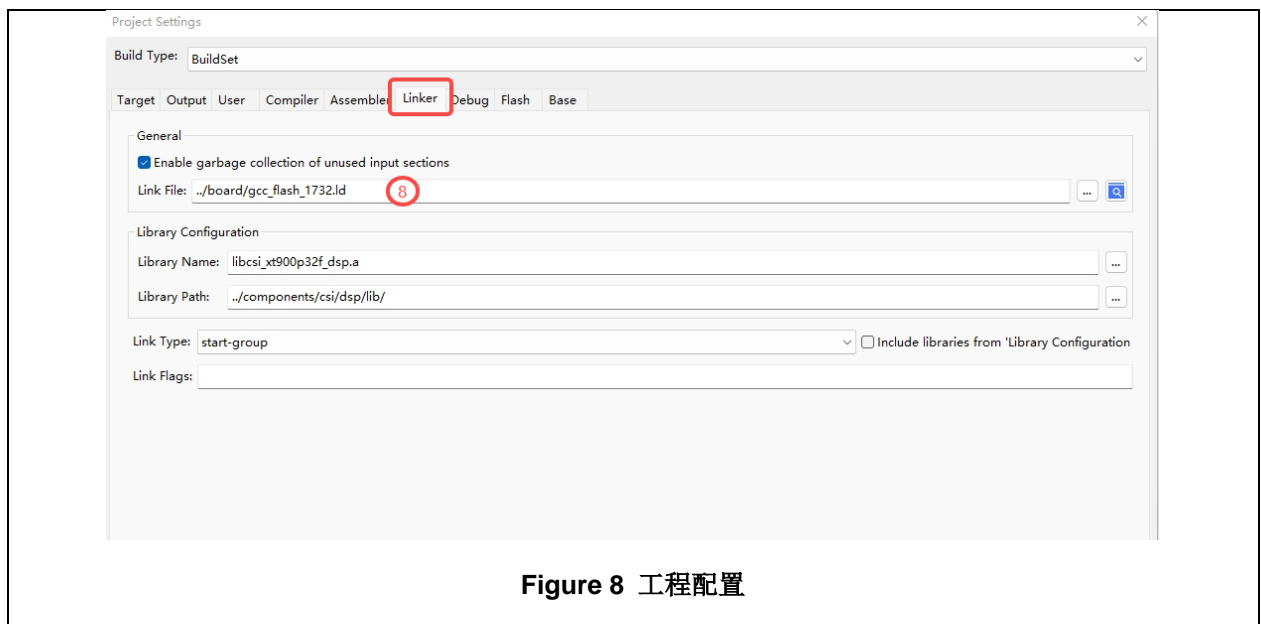 Project Settings
Build Type: BuildSet
Target Output User Compiler Assembler Linker Debug Flash Base
General
Enable garbage collection of unused input sections
Link File: ../board/gcc_flash_1732.ld 8 ...
Library Configuration
Library Name: libcsi_xt900p32f_dsp.a ...
Library Path: ../components/csi/dsp/lib/ ...
Link Type: start-group Include libraries from 'Library Configuration
Link Flags:
Figure 8 工程配置